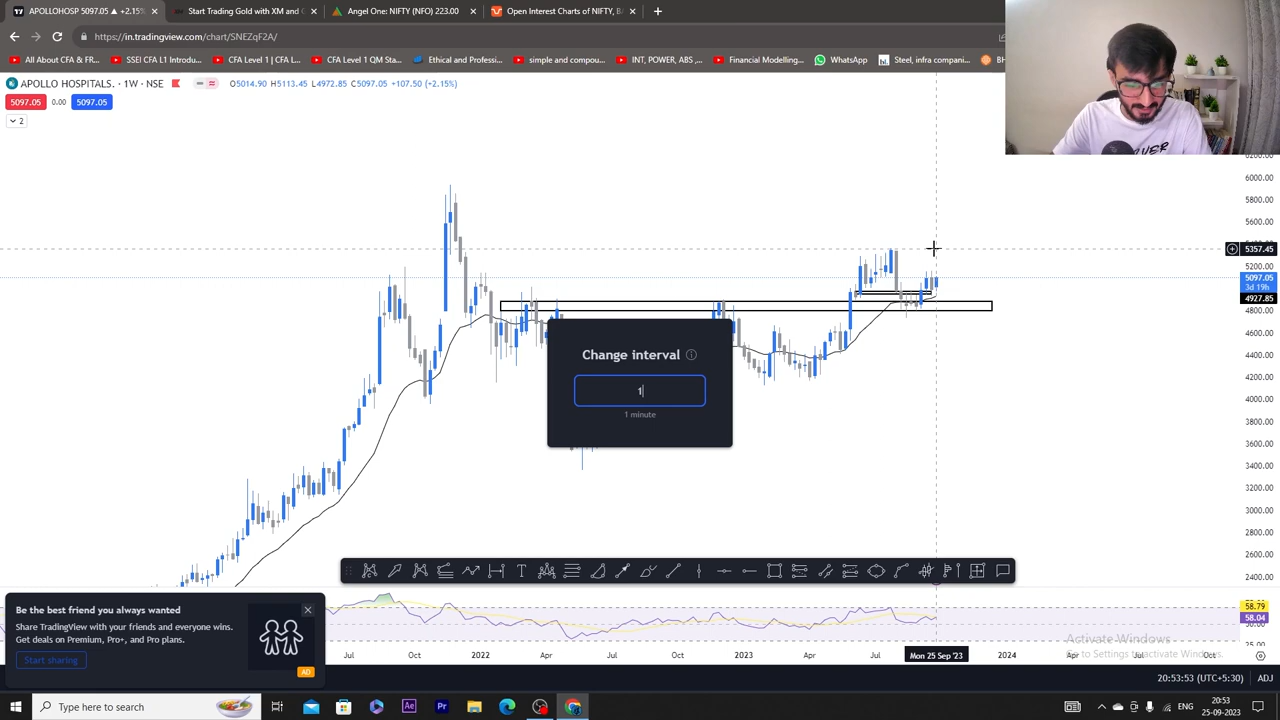 APOLLOHOSP 5097.05 ▲ +2.15%
Start Trading Gold with XM and C
Angel One: NIFTY (NFO) 223.00
Open Interest Charts of NIFTY, BA
in.tradingview.com/chart/SNEZqF2A/
All About CFA & FR...
SSEI CFA L1 Introdu...
CFA Level 1 | CFA L...
CFA Level 1 QM Sta...
Ethical and Professio...
simple and compou...
INT, POWER, ABS ,...
Financial Modelling...
WhatsApp
Steel, infra compani...
BH
APOLLO HOSPITALS. · 1W · NSE
O5014.90 H5113.45 L4972.85 C5097.05 +107.50 (+2.15%)
5097.05 0.00 5097.05
2
6000.00
5800.00
5600.00
5357.45
5200.00
5097.05
3d 19h
4927.85
4800.00
4600.00
4400.00
4200.00
4000.00
3800.00
3600.00
3400.00
3200.00
3000.00
2800.00
2600.00
2400.00
Change interval
1
1 minute
Be the best friend you always wanted
Share TradingView with your friends and everyone wins.
Get deals on Premium, Pro+, and Pro plans.
Start sharing
AD
58.79
58.04
25.00
Jul 2022 Apr Jul Oct 2023 Apr Jul Mon 25 Sep '23 2024 Apr Jul Oct
Activate Windows
Go to Settings to activate Windows.
20:53:53 (UTC+5:30) ADJ
Type here to search
ENG
20:53
25-09-2023